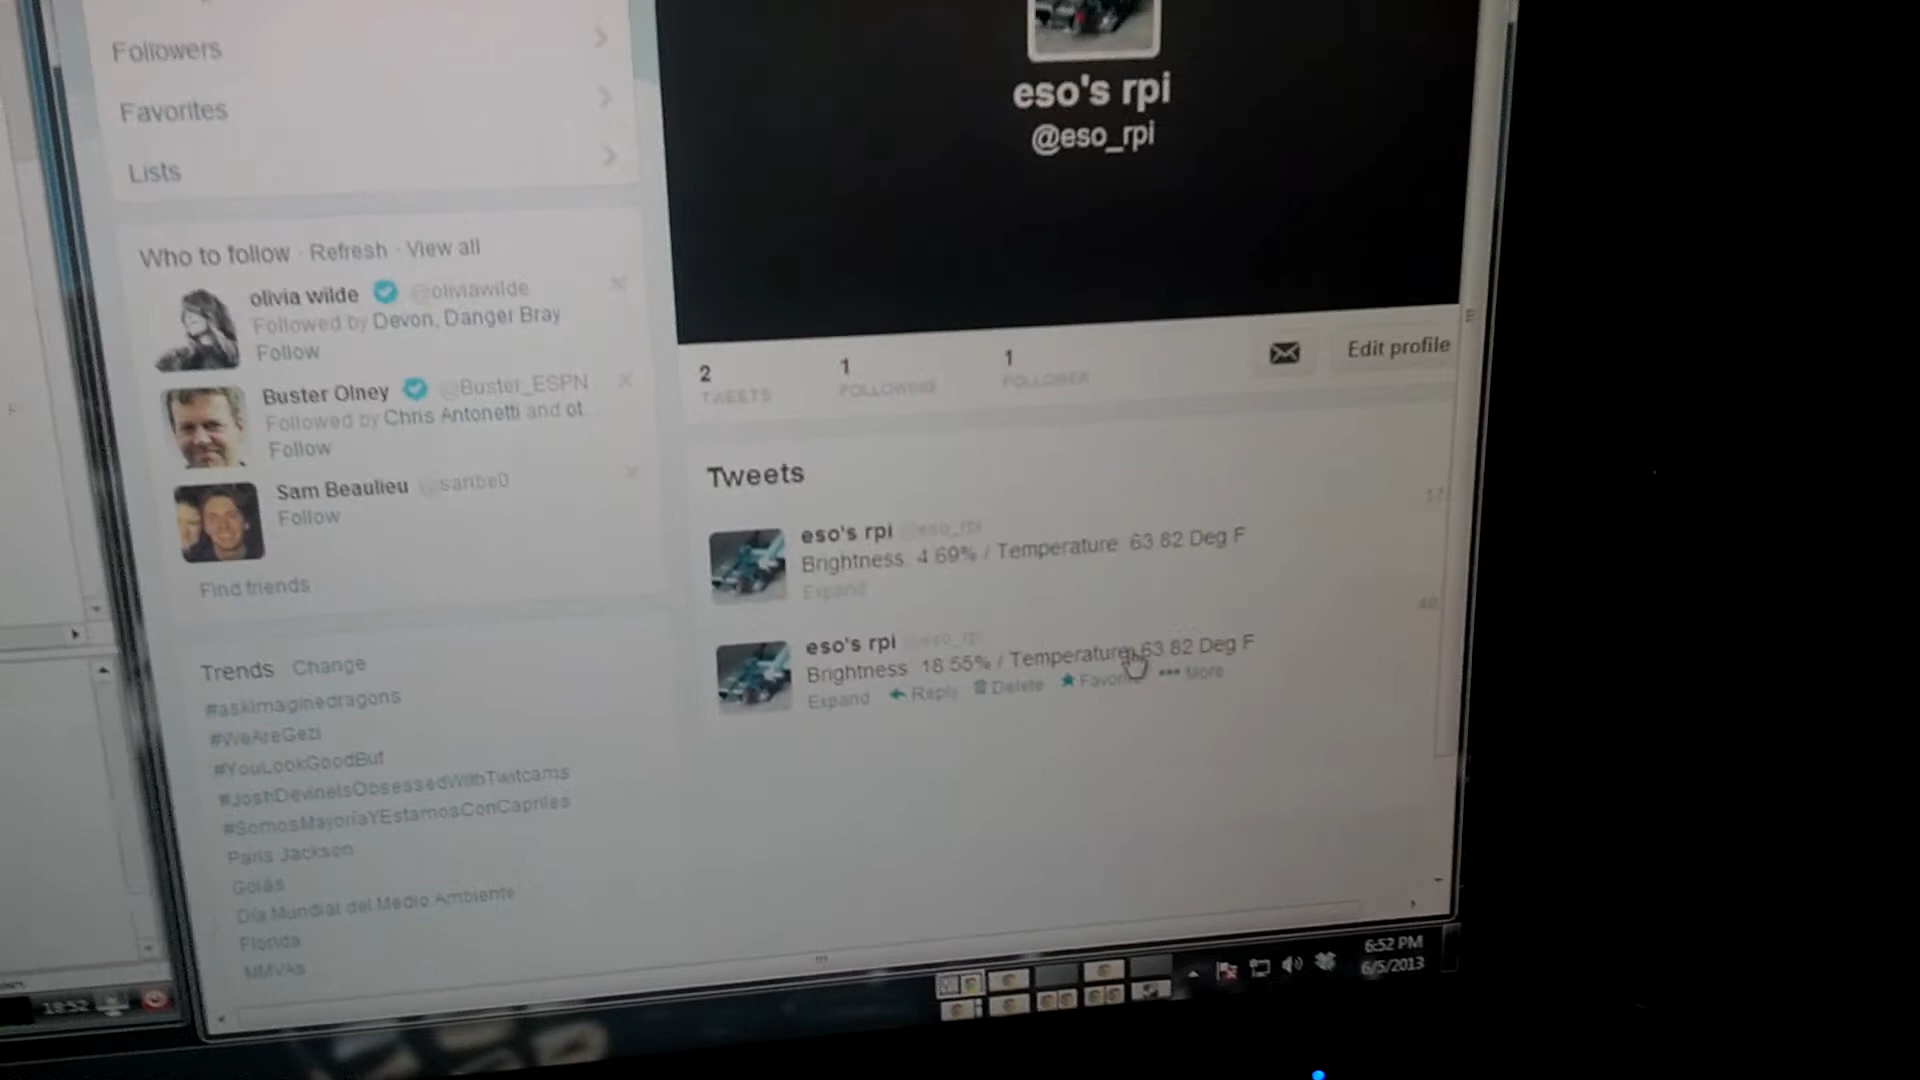 Followers
Favorites
Lists
Who to follow · Refresh · View all
olivia wilde @oliviawilde
Followed by Devon, Danger Bray
Follow
Buster Olney @Buster_ESPN
Followed by Chris Antonetti and ot...
Follow
Sam Beaulieu
Follow
Find friends
Trends · Change
#askimaginedragons
#WeAreGezi
#YouLookGoodBut
#JoshDevineIsObsessedWithTwitcams
#SomosMayoríaYEstamosConCapriles
Paris Jackson
Goiás
Día Mundial del Medio Ambiente
Florida
MMVAs
eso's rpi
@eso_rpi
2 TWEETS
1 FOLLOWING
1 FOLLOWER
Edit profile
Tweets
eso's rpi @eso_rpi
Brightness: 4.69% / Temperature: 63.82 Deg F
Expand
eso's rpi @eso_rpi
Brightness: 18.55% / Temperature: 63.82 Deg F
Expand Reply Delete Favorite ••• More
18:52
6:52 PM
6/5/2013